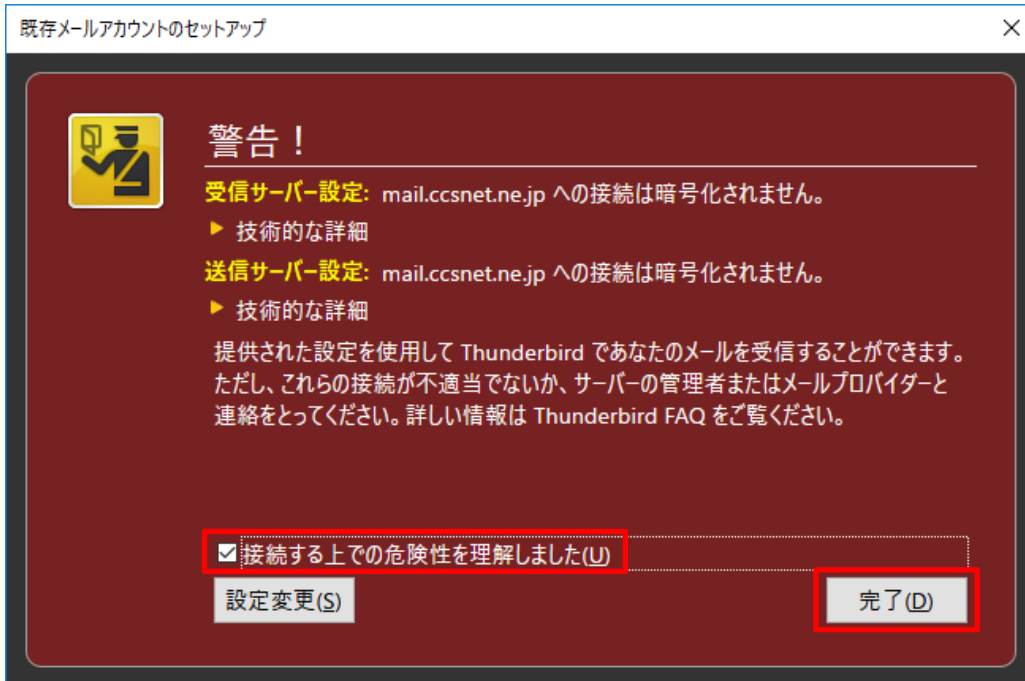 既存メールアカウントのセットアップ
警告！
受信サーバー設定: mail.ccsnet.ne.jp への接続は暗号化されません。
技術的な詳細
送信サーバー設定: mail.ccsnet.ne.jp への接続は暗号化されません。
技術的な詳細
提供された設定を使用して Thunderbird であなたのメールを受信することができます。
ただし、これらの接続が不適当でないか、サーバーの管理者またはメールプロバイダーと
連絡をとってください。詳しい情報は Thunderbird FAQ をご覧ください。
接続する上での危険性を理解しました(U)
設定変更(S)
完了(D)